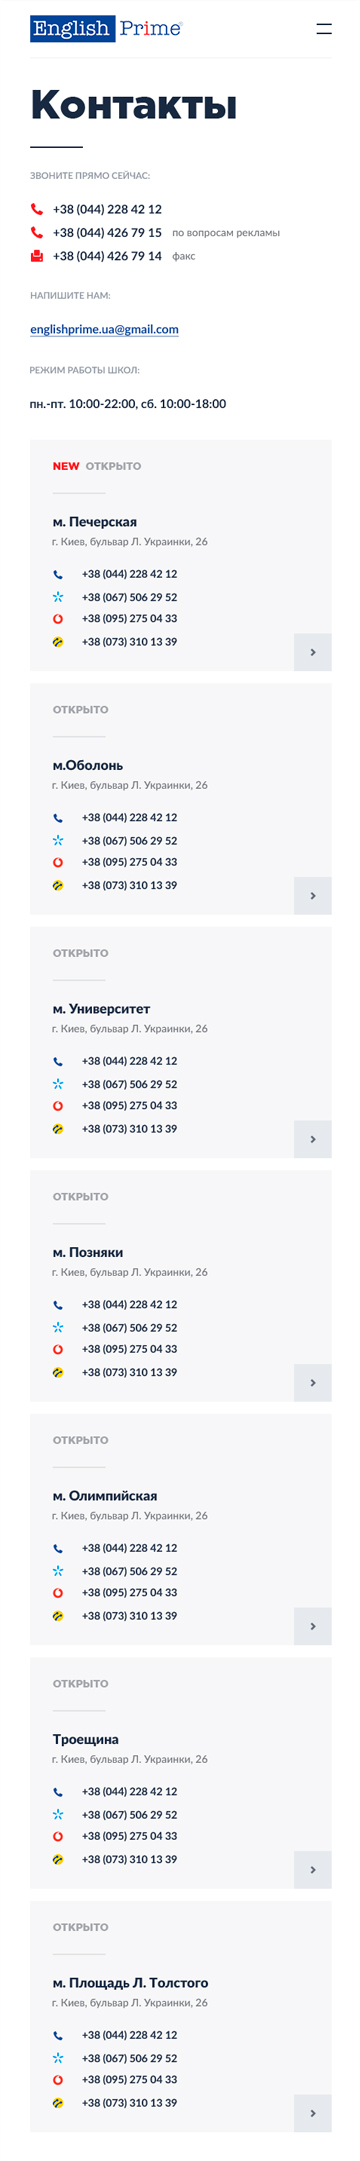 English Prime®
Контакты
ЗВОНИТЕ ПРЯМО СЕЙЧАС:
+38 (044) 228 42 12
+38 (044) 426 79 15 по вопросам рекламы
+38 (044) 426 79 14 факс
НАПИШИТЕ НАМ:
englishprime.ua@gmail.com
РЕЖИМ РАБОТЫ ШКОЛ:
пн.-пт. 10:00-22:00, сб. 10:00-18:00
NEW ОТКРЫТО
м. Печерская
г. Киев, бульвар Л. Украинки, 26
+38 (044) 228 42 12
+38 (067) 506 29 52
+38 (095) 275 04 33
+38 (073) 310 13 39
ОТКРЫТО
м.Оболонь
г. Киев, бульвар Л. Украинки, 26
+38 (044) 228 42 12
+38 (067) 506 29 52
+38 (095) 275 04 33
+38 (073) 310 13 39
ОТКРЫТО
м. Университет
г. Киев, бульвар Л. Украинки, 26
+38 (044) 228 42 12
+38 (067) 506 29 52
+38 (095) 275 04 33
+38 (073) 310 13 39
ОТКРЫТО
м. Позняки
г. Киев, бульвар Л. Украинки, 26
+38 (044) 228 42 12
+38 (067) 506 29 52
+38 (095) 275 04 33
+38 (073) 310 13 39
ОТКРЫТО
м. Олимпийская
г. Киев, бульвар Л. Украинки, 26
+38 (044) 228 42 12
+38 (067) 506 29 52
+38 (095) 275 04 33
+38 (073) 310 13 39
ОТКРЫТО
Троещина
г. Киев, бульвар Л. Украинки, 26
+38 (044) 228 42 12
+38 (067) 506 29 52
+38 (095) 275 04 33
+38 (073) 310 13 39
ОТКРЫТО
м. Площадь Л. Толстого
г. Киев, бульвар Л. Украинки, 26
+38 (044) 228 42 12
+38 (067) 506 29 52
+38 (095) 275 04 33
+38 (073) 310 13 39